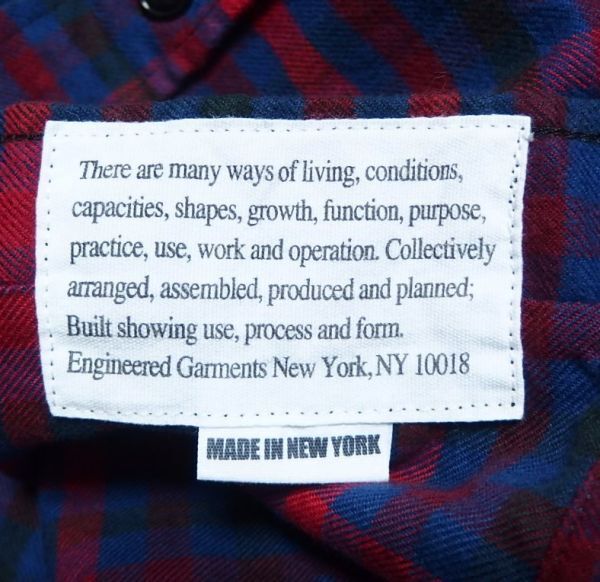 There are many ways of living, conditions,
capacities, shapes, growth, function, purpose,
practice, use, work and operation. Collectively
arranged, assembled, produced and planned;
Built showing use, process and form.
Engineered Garments New York, NY 10018
MADE IN NEW YORK